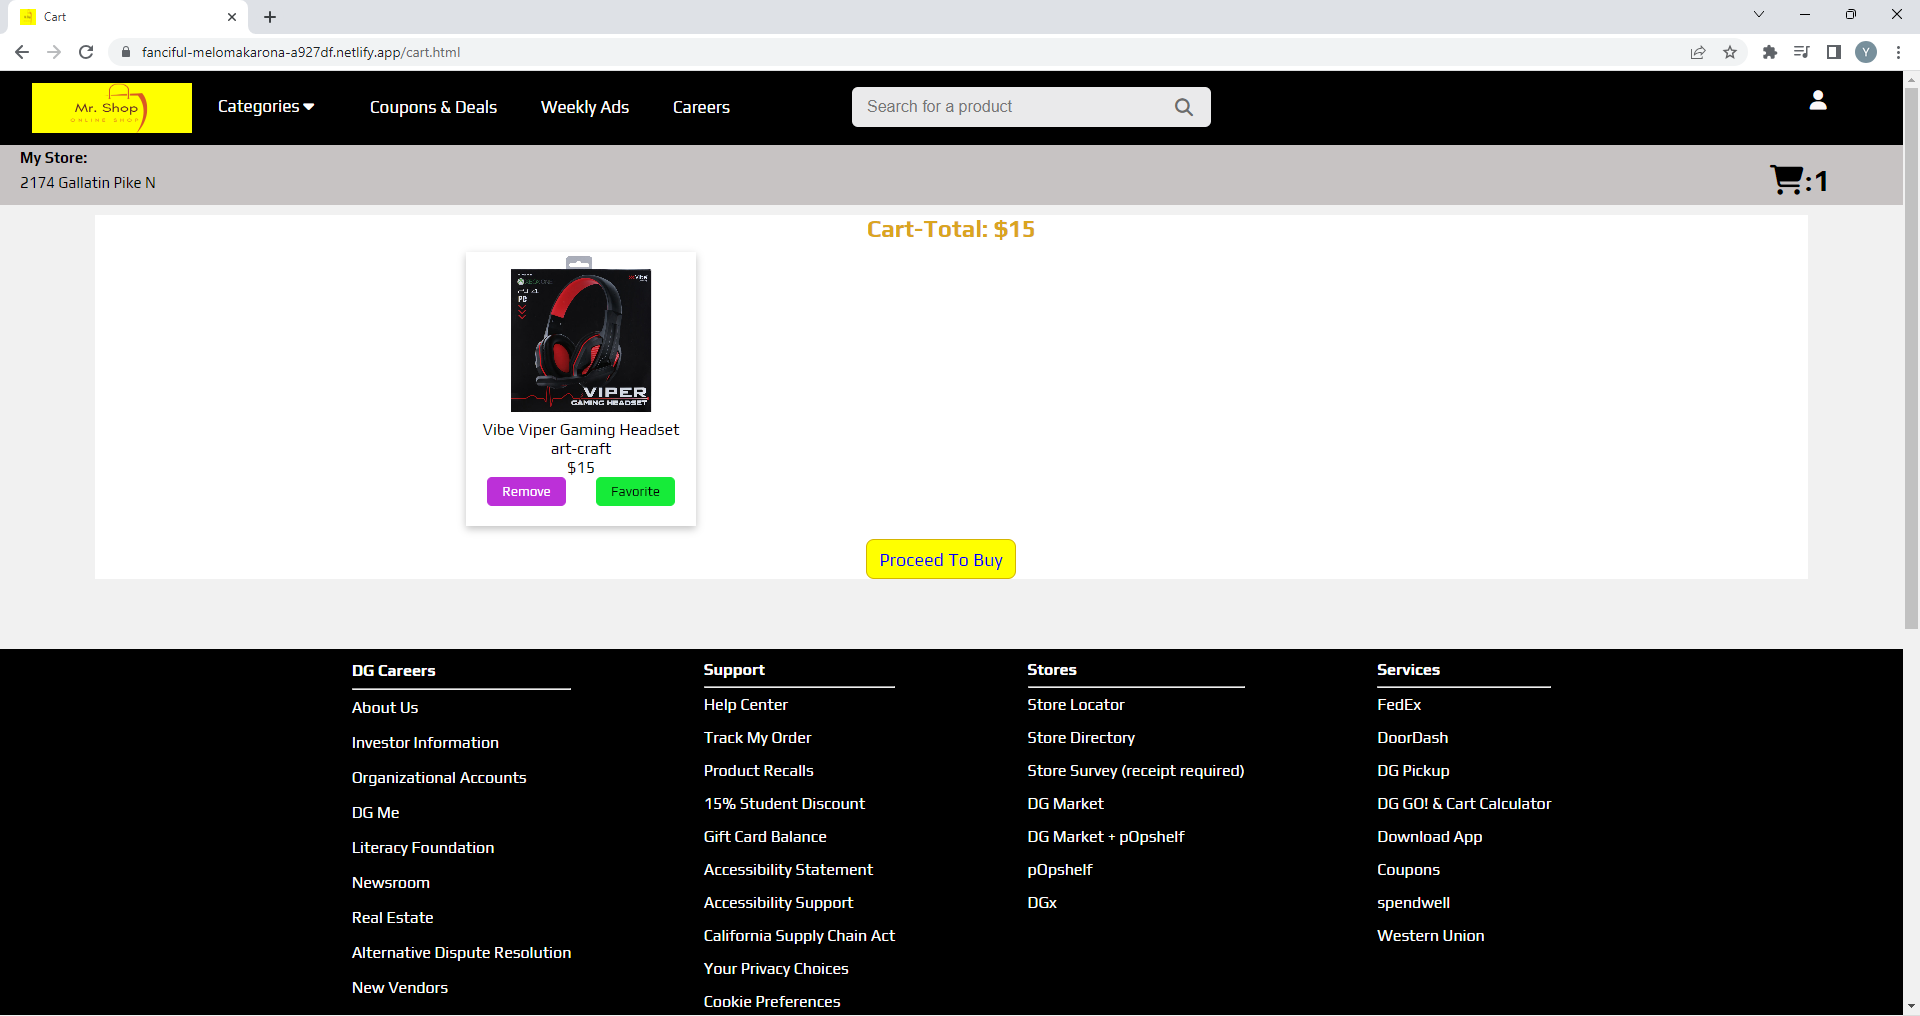 Cart
fanciful-melomakarona-a927df.netlify.app/cart.html
Y
Mr. Shop
ONLINE SHOP
Categories
Coupons & Deals
Weekly Ads
Careers
Search for a product
My Store:
2174 Gallatin Pike N
:1
Cart-Total: $15
Vibe
XBOX ONE
PS4
PC
VIPER
GAMING HEADSET
Vibe Viper Gaming Headset
art-craft
$15
Remove
Favorite
Proceed To Buy
DG Careers
About Us
Investor Information
Organizational Accounts
DG Me
Literacy Foundation
Newsroom
Real Estate
Alternative Dispute Resolution
New Vendors
Support
Help Center
Track My Order
Product Recalls
15% Student Discount
Gift Card Balance
Accessibility Statement
Accessibility Support
California Supply Chain Act
Your Privacy Choices
Cookie Preferences
Stores
Store Locator
Store Directory
Store Survey (receipt required)
DG Market
DG Market + pOpshelf
pOpshelf
DGx
Services
FedEx
DoorDash
DG Pickup
DG GO! & Cart Calculator
Download App
Coupons
spendwell
Western Union